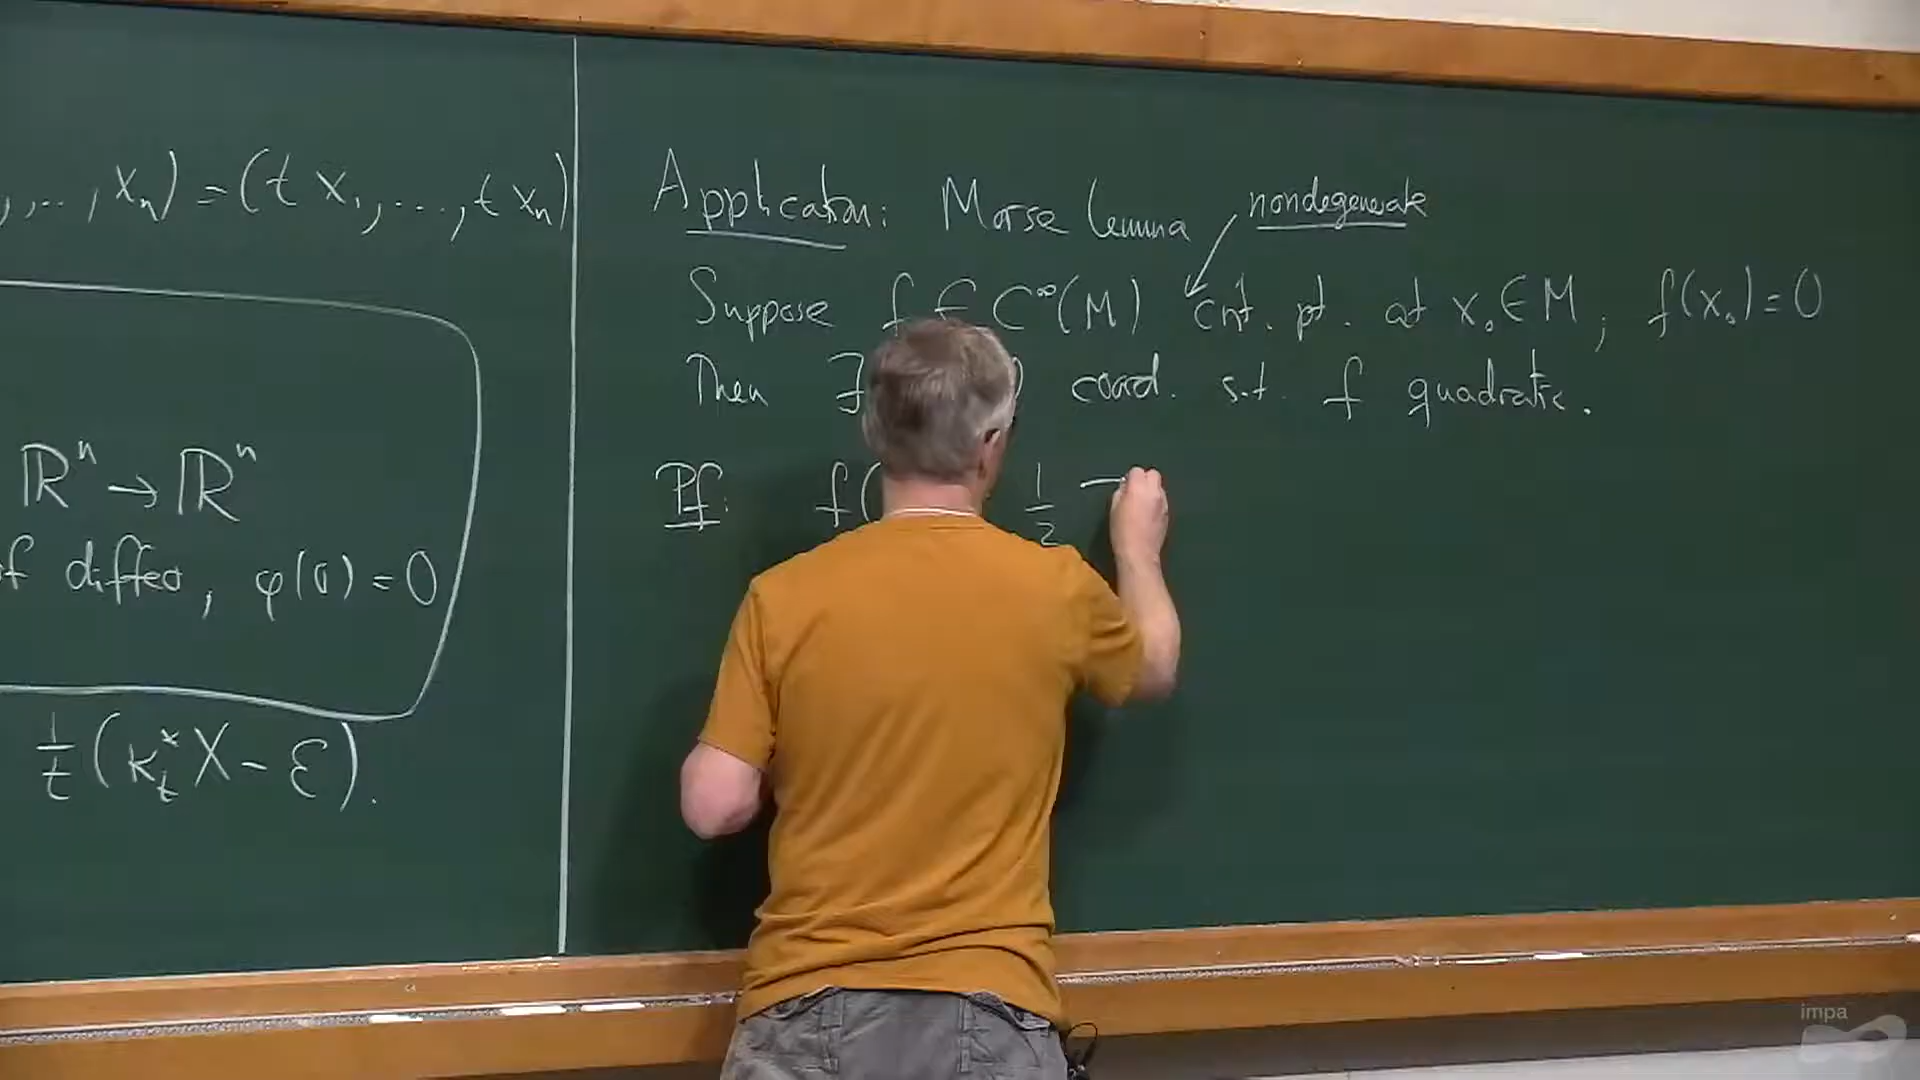 ,..., xₙ) = (t x₁, ..., t xₙ)
ℝⁿ → ℝⁿ
of diffeo, φ(0) = 0
1/t (κₜ* X - ℰ).
Application: Morse lemma nondegenerate
Suppose f ∈ C^∞(M) crit. pt. at x₀ ∈ M, f(x₀) = 0
Then ∃ coord. s.t. f quadratic.
Pf: f( 1/2
impa